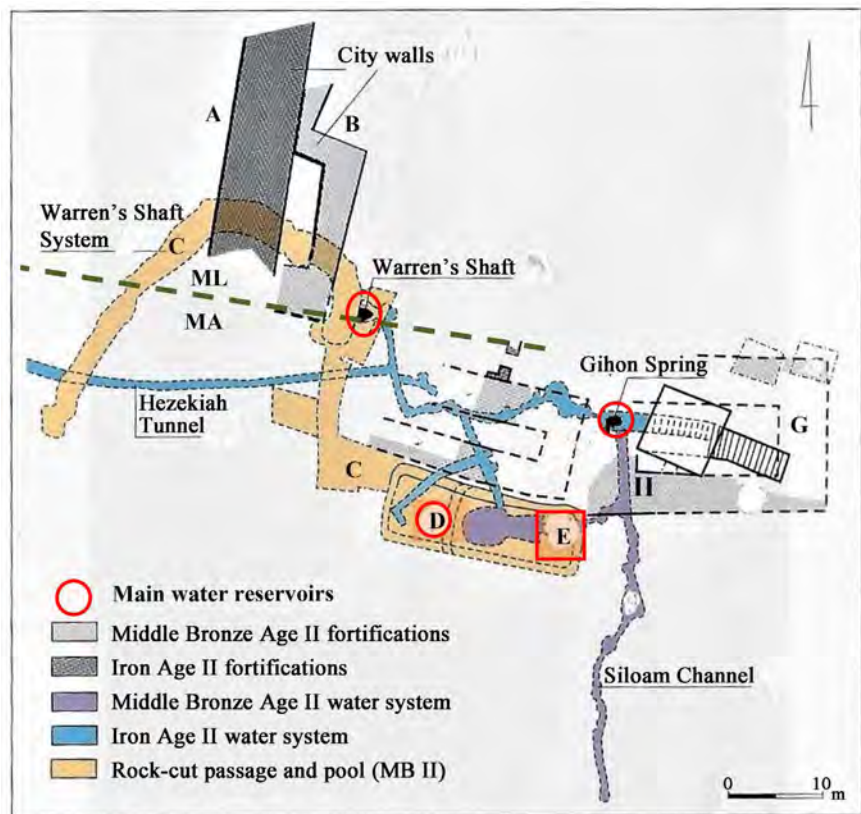 City walls
A
B
Warren's Shaft
System
C
ML
MA
Warren's Shaft
Gihon Spring
Hezekiah
Tunnel
G
II
C
D
E
Main water reservoirs
Middle Bronze Age II fortifications
Iron Age II fortifications
Middle Bronze Age II water system
Iron Age II water system
Rock-cut passage and pool (MB II)
Siloam Channel
0 10
m